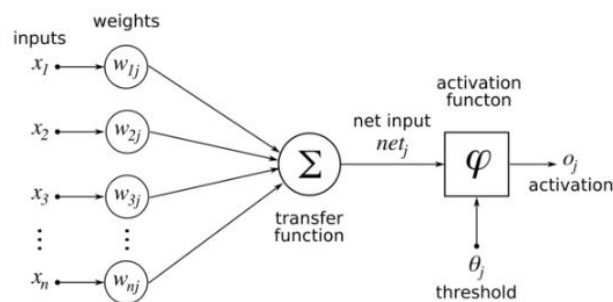 inputs
weights
x₁
w₁ⱼ
x₂
w₂ⱼ
x₃
w₃ⱼ
⋮ ⋮
xₙ
wₙⱼ
Σ
transfer
function
net input
netⱼ
activation
functon
φ
oⱼ
activation
θⱼ
threshold